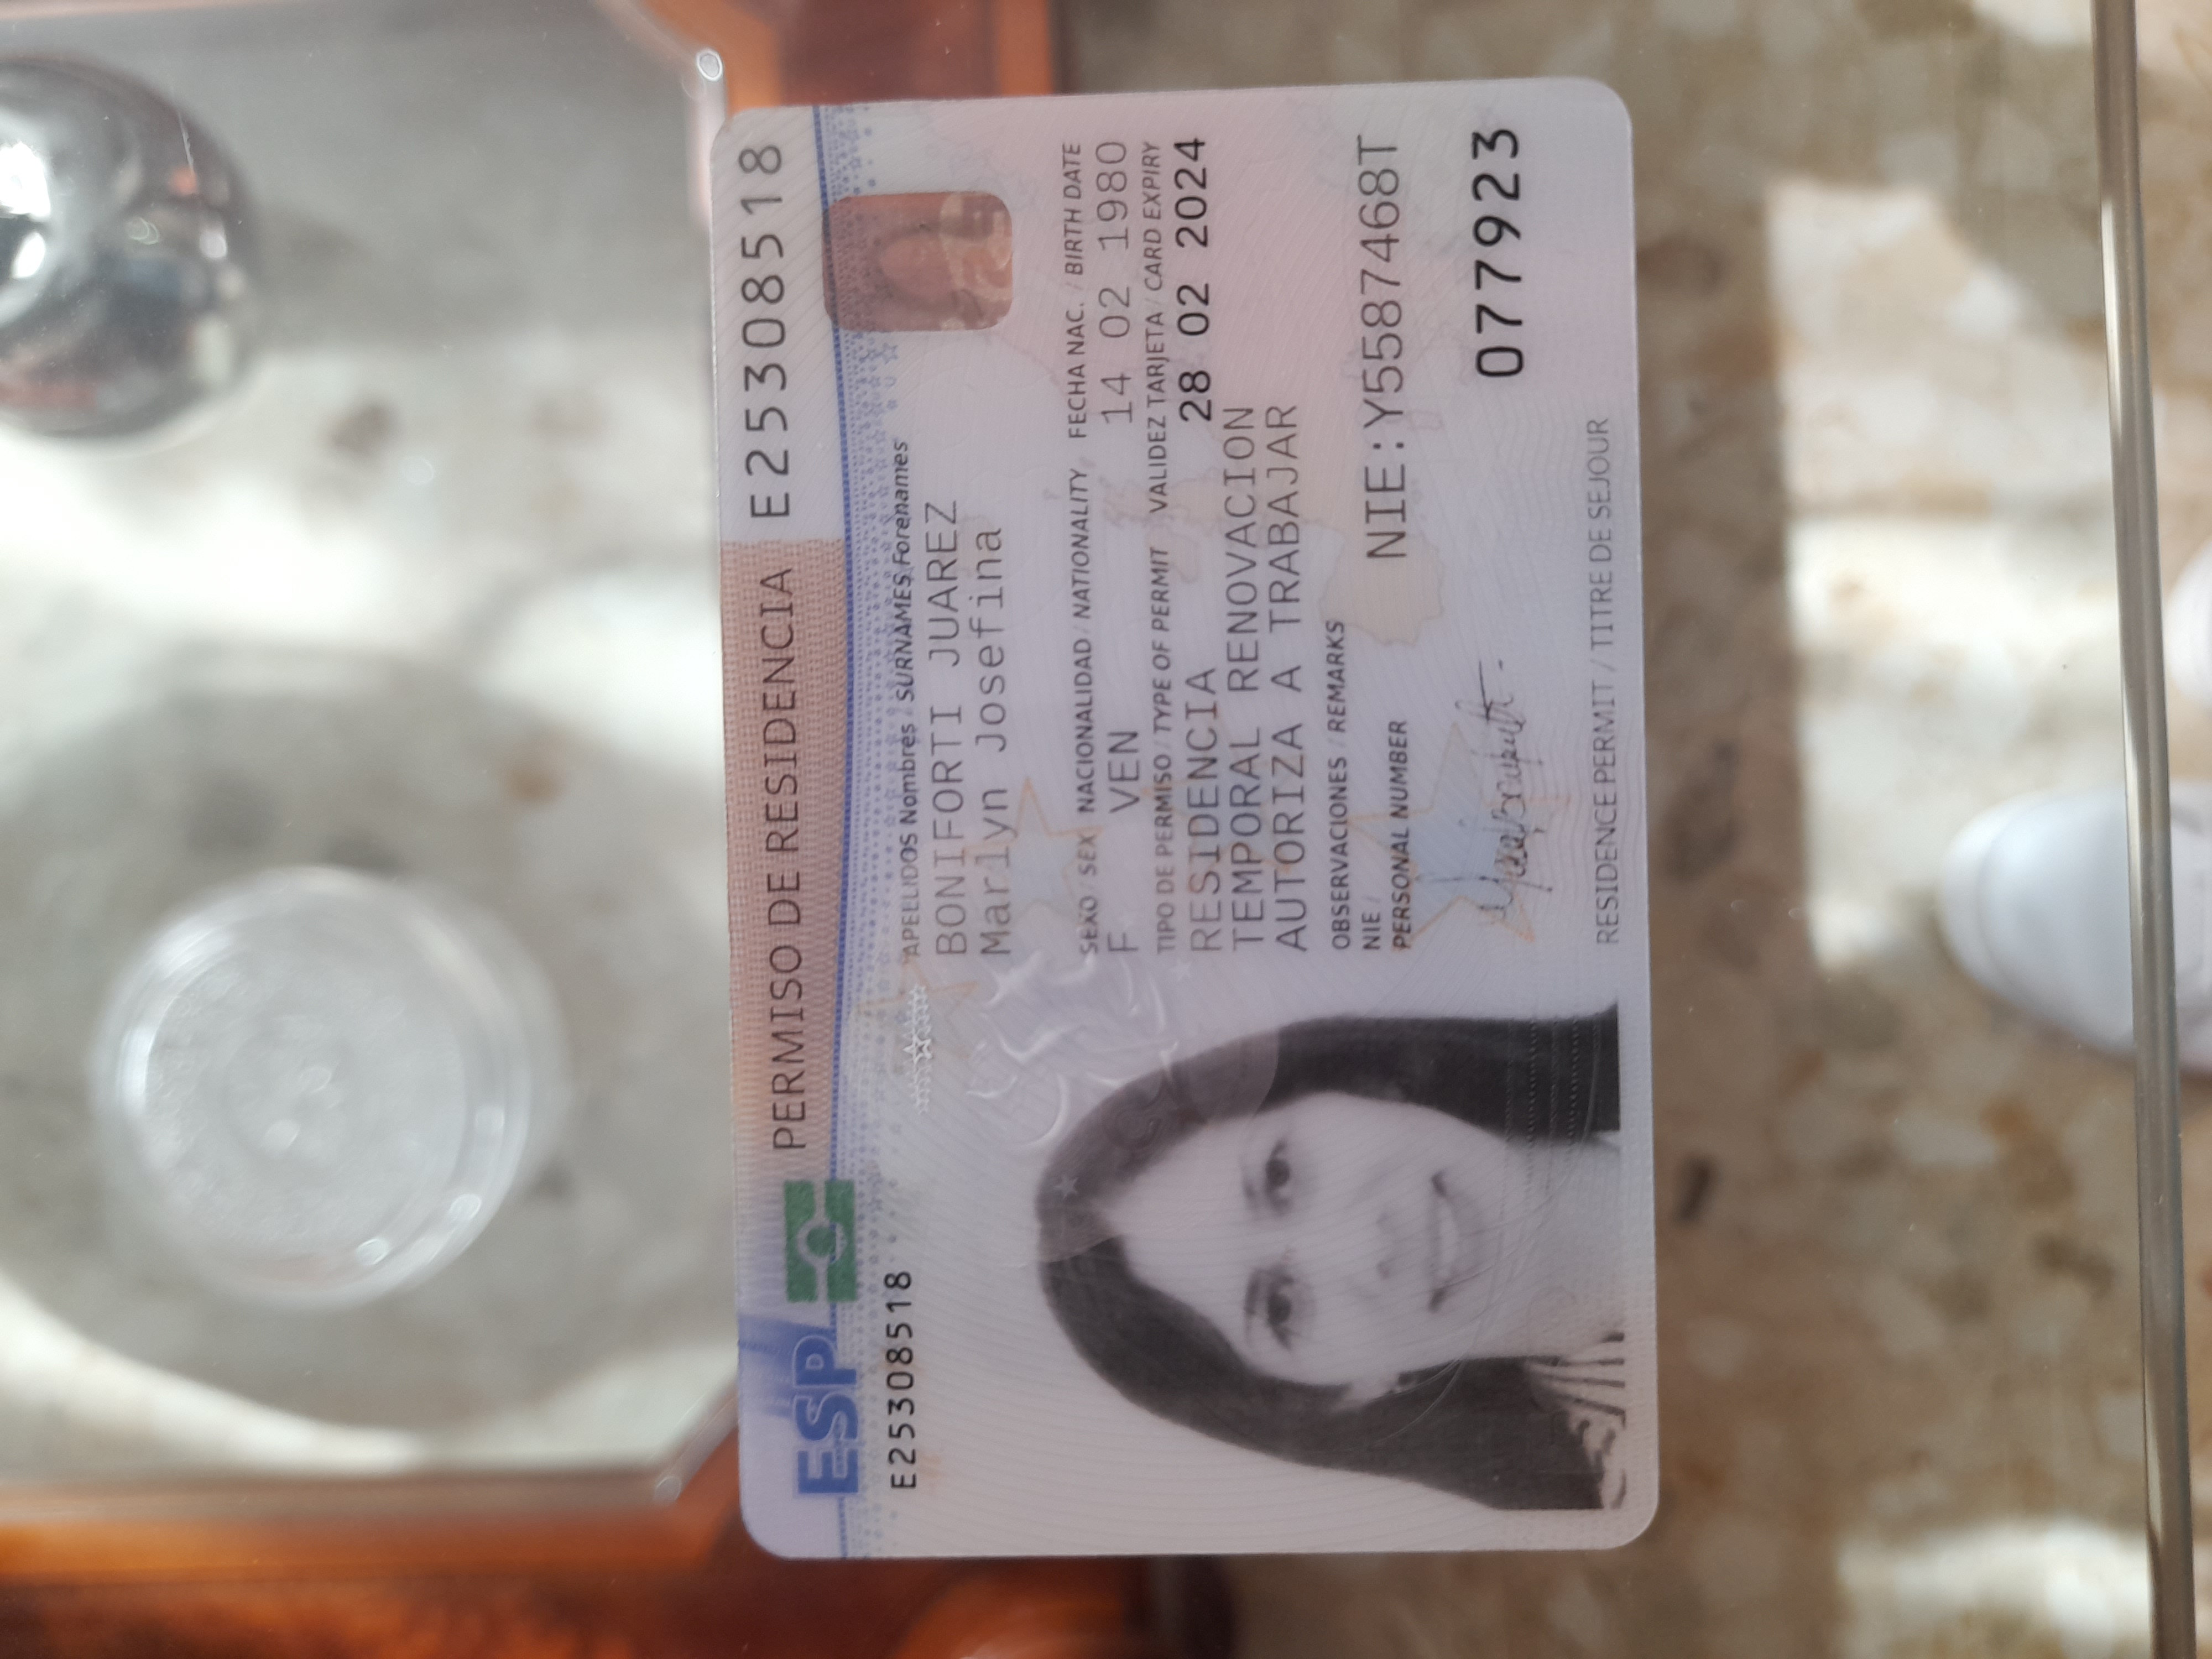 ESP PERMISO DE RESIDENCIA E25308518
E25308518
APELLIDOS Nombres / SURNAMES Forenames
BONIFORTI JUAREZ
Marlyn Josefina
SEXO / SEX NACIONALIDAD / NATIONALITY FECHA NAC. / BIRTH DATE
F VEN 14 02 1980
TIPO DE PERMISO / TYPE OF PERMIT VALIDEZ TARJETA / CARD EXPIRY
RESIDENCIA 28 02 2024
TEMPORAL RENOVACION
AUTORIZA A TRABAJAR
OBSERVACIONES / REMARKS
NIE /
PERSONAL NUMBER NIE:Y5587468T
077923
RESIDENCE PERMIT / TITRE DE SEJOUR